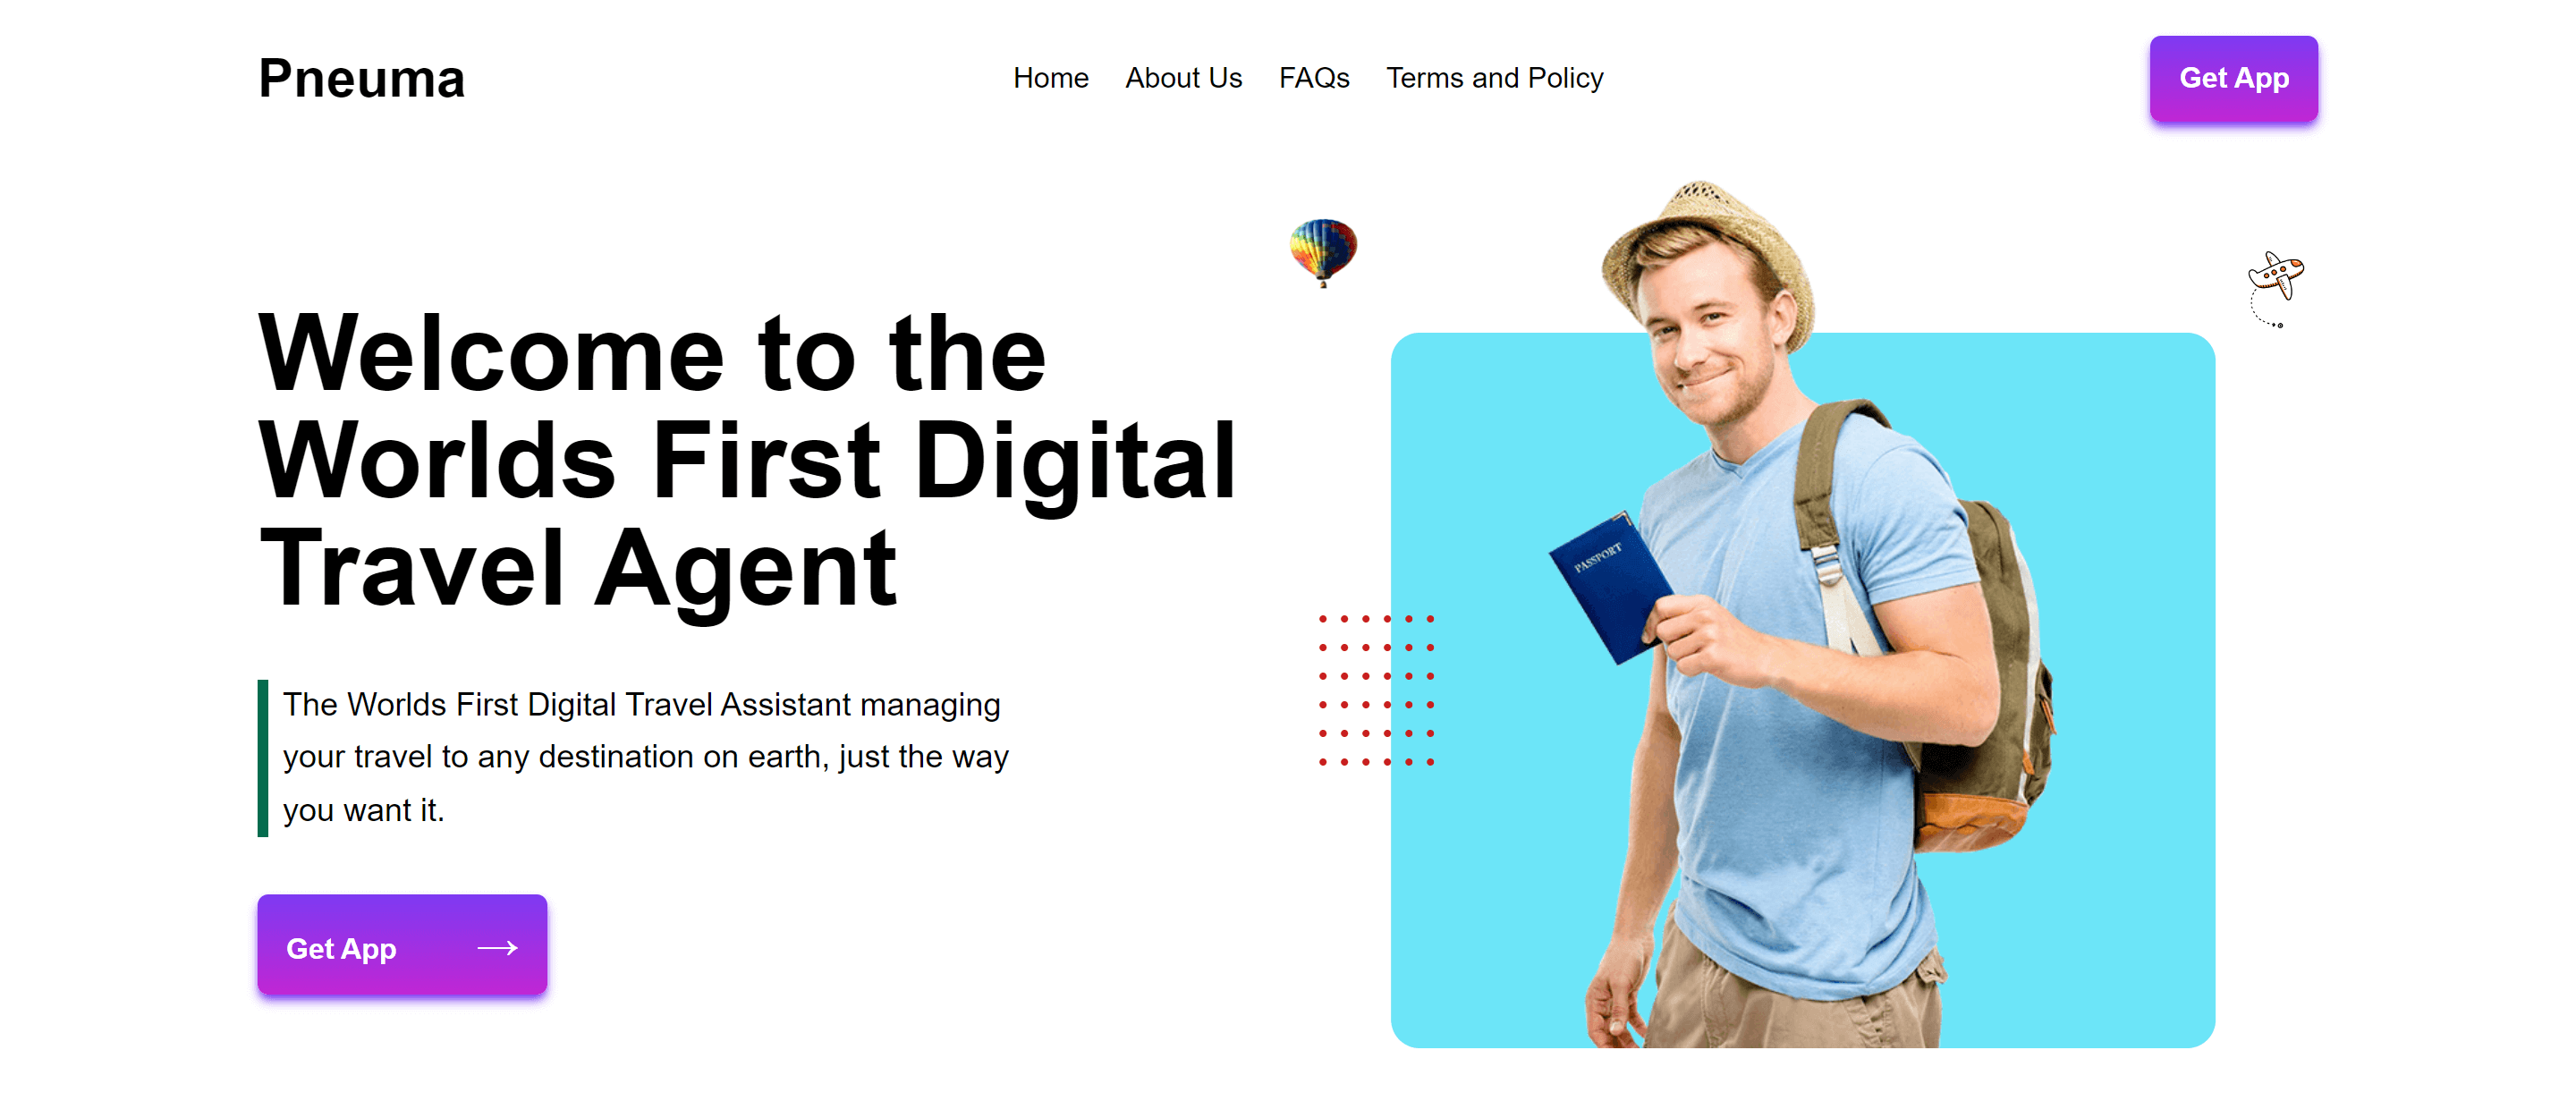 Pneuma
Home About Us FAQs Terms and Policy
Get App
Welcome to the
Worlds First Digital
Travel Agent
PASSPORT
The Worlds First Digital Travel Assistant managing
your travel to any destination on earth, just the way
you want it.
Get App